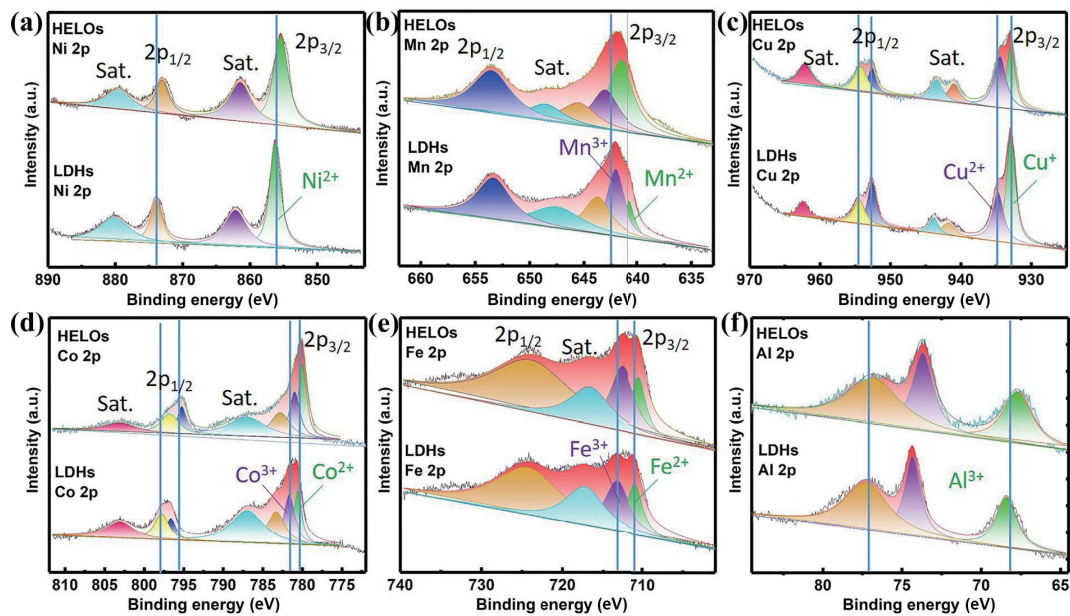 (a)
HELOs
Ni 2p
2p1/2
2p3/2
Sat.
Sat.
LDHs
Ni 2p
Ni2+
Intensity (a.u.)
890 880 870 860 850
Binding energy (eV)
(b)
HELOs
Mn 2p
2p1/2
Sat.
2p3/2
LDHs
Mn 2p
Mn3+
Mn2+
Intensity (a.u.)
660 655 650 645 640 635
Binding energy (eV)
(c)
HELOs
Cu 2p
2p1/2
2p3/2
Sat.
Sat.
LDHs
Cu 2p
Cu2+
Cu+
Intensity (a.u.)
970 960 950 940 930
Binding energy (eV)
(d)
HELOs
Co 2p
2p1/2
2p3/2
Sat.
Sat.
LDHs
Co 2p
Co3+
Co2+
Intensity (a.u.)
810 805 800 795 790 785 780 775
Binding energy (eV)
(e)
HELOs
Fe 2p
2p1/2
Sat.
2p3/2
LDHs
Fe 2p
Fe3+
Fe2+
Intensity (a.u.)
740 730 720 710
Binding energy (eV)
(f)
HELOs
Al 2p
LDHs
Al 2p
Al3+
Intensity (a.u.)
80 75 70 65
Binding energy (eV)